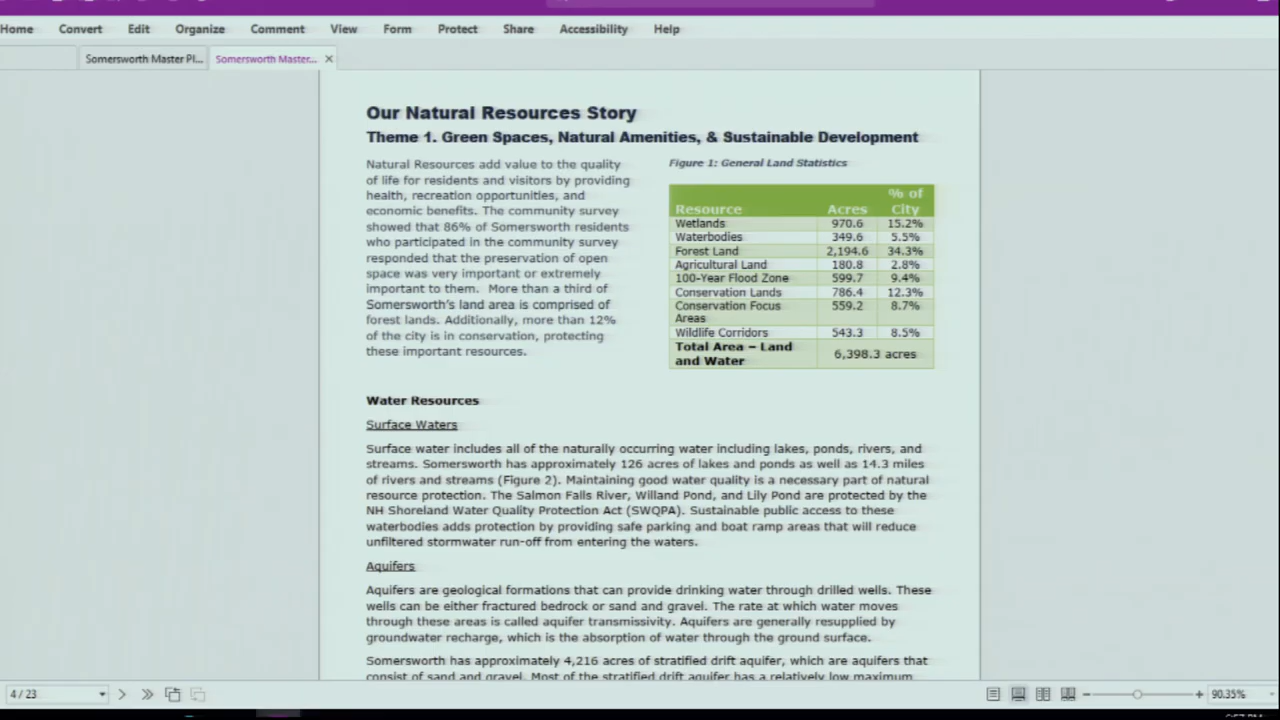 Home Convert Edit Organize Comment View Form Protect Share Accessibility Help
Somersworth Master Pl... Somersworth Master...
Our Natural Resources Story
Theme 1. Green Spaces, Natural Amenities, & Sustainable Development
Natural Resources add value to the quality
of life for residents and visitors by providing
health, recreation opportunities, and
economic benefits. The community survey
showed that 86% of Somersworth residents
who participated in the community survey
responded that the preservation of open
space was very important or extremely
important to them. More than a third of
Somersworth's land area is comprised of
forest lands. Additionally, more than 12%
of the city is in conservation, protecting
these important resources.
Figure 1: General Land Statistics
Resource Acres % of City
Wetlands 970.6 15.2%
Waterbodies 349.6 5.5%
Forest Land 2,194.6 34.3%
Agricultural Land 180.8 2.8%
100-Year Flood Zone 599.7 9.4%
Conservation Lands 786.4 12.3%
Conservation Focus Areas 559.2 8.7%
Wildlife Corridors 543.3 8.5%
Total Area – Land and Water 6,398.3 acres
Water Resources
Surface Waters
Surface water includes all of the naturally occurring water including lakes, ponds, rivers, and
streams. Somersworth has approximately 126 acres of lakes and ponds as well as 14.3 miles
of rivers and streams (Figure 2). Maintaining good water quality is a necessary part of natural
resource protection. The Salmon Falls River, Willand Pond, and Lily Pond are protected by the
NH Shoreland Water Quality Protection Act (SWQPA). Sustainable public access to these
waterbodies adds protection by providing safe parking and boat ramp areas that will reduce
unfiltered stormwater run-off from entering the waters.
Aquifers
Aquifers are geological formations that can provide drinking water through drilled wells. These
wells can be either fractured bedrock or sand and gravel. The rate at which water moves
through these areas is called aquifer transmissivity. Aquifers are generally resupplied by
groundwater recharge, which is the absorption of water through the ground surface.
Somersworth has approximately 4,216 acres of stratified drift aquifer, which are aquifers that
consist of sand and gravel. Most of the stratified drift aquifer has a relatively low maximum
4 / 23
90.35%